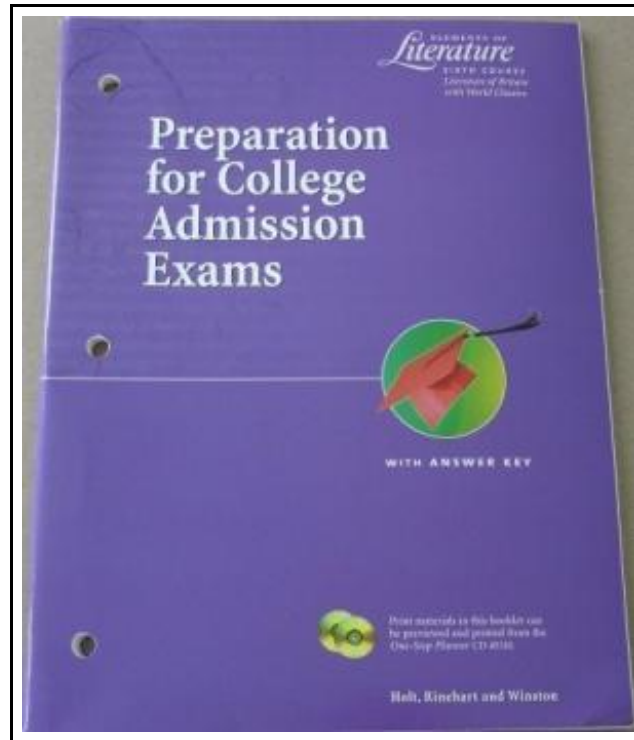 ELEMENTS OF
Literature
SIXTH COURSE
Literature of Britain
with World Classics
Preparation
for College
Admission
Exams
WITH ANSWER KEY
Print materials in this booklet can
be previewed and printed from the
One-Stop Planner CD-ROM.
Holt, Rinehart and Winston